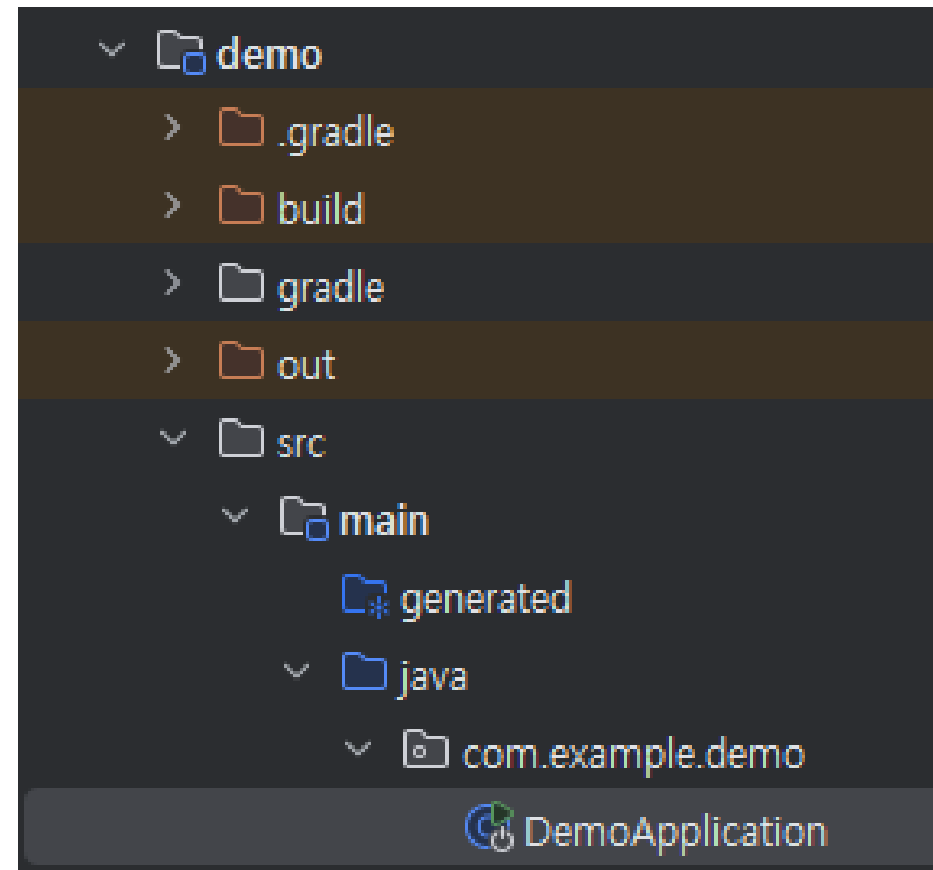 demo
.gradle
build
gradle
out
src
main
generated
java
com.example.demo
DemoApplication